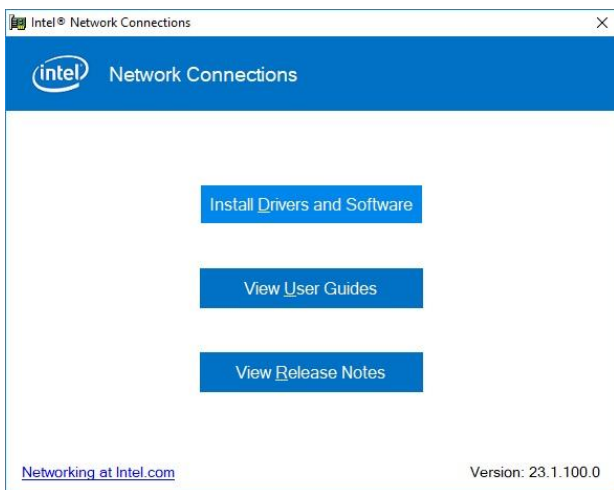 Intel® Network Connections
intel
Network Connections
Install Drivers and Software
View User Guides
View Release Notes
Networking at Intel.com
Version: 23.1.100.0